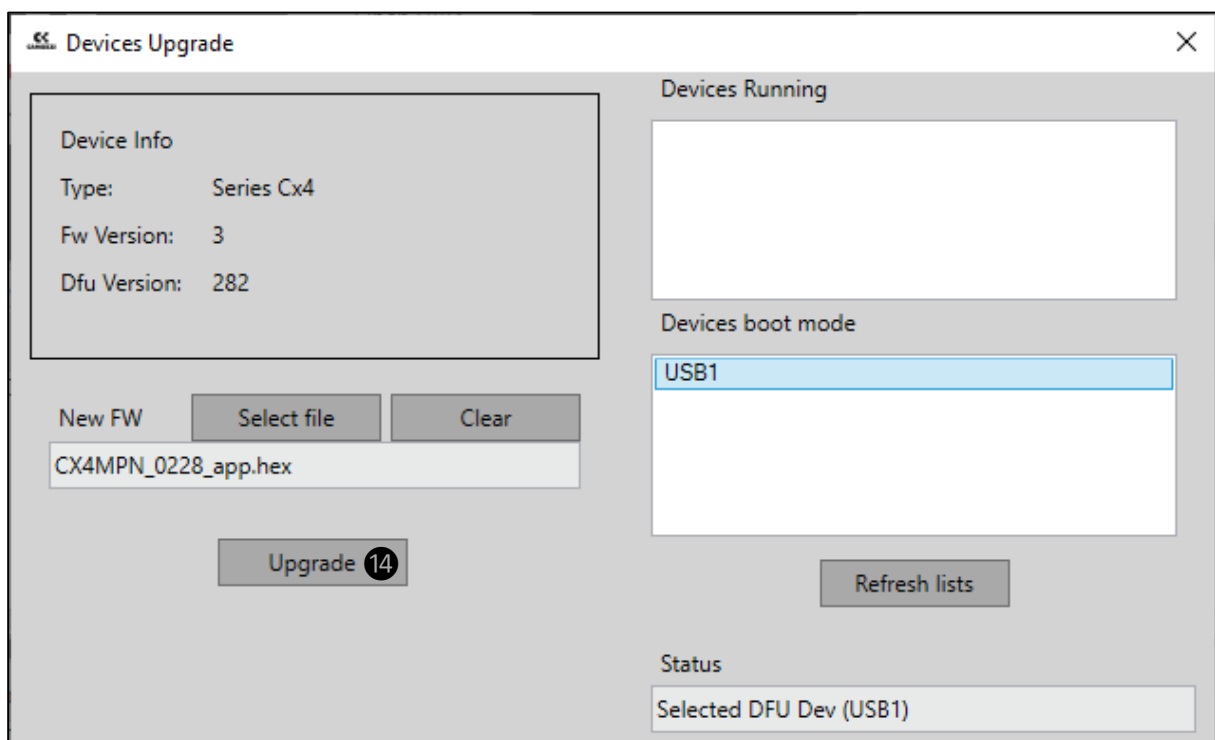 Devices Upgrade
Device Info
Type: Series Cx4
Fw Version: 3
Dfu Version: 282
New FW Select file Clear
CX4MPN_0228_app.hex
Upgrade 14
Devices Running
Devices boot mode
USB1
Refresh lists
Status
Selected DFU Dev (USB1)